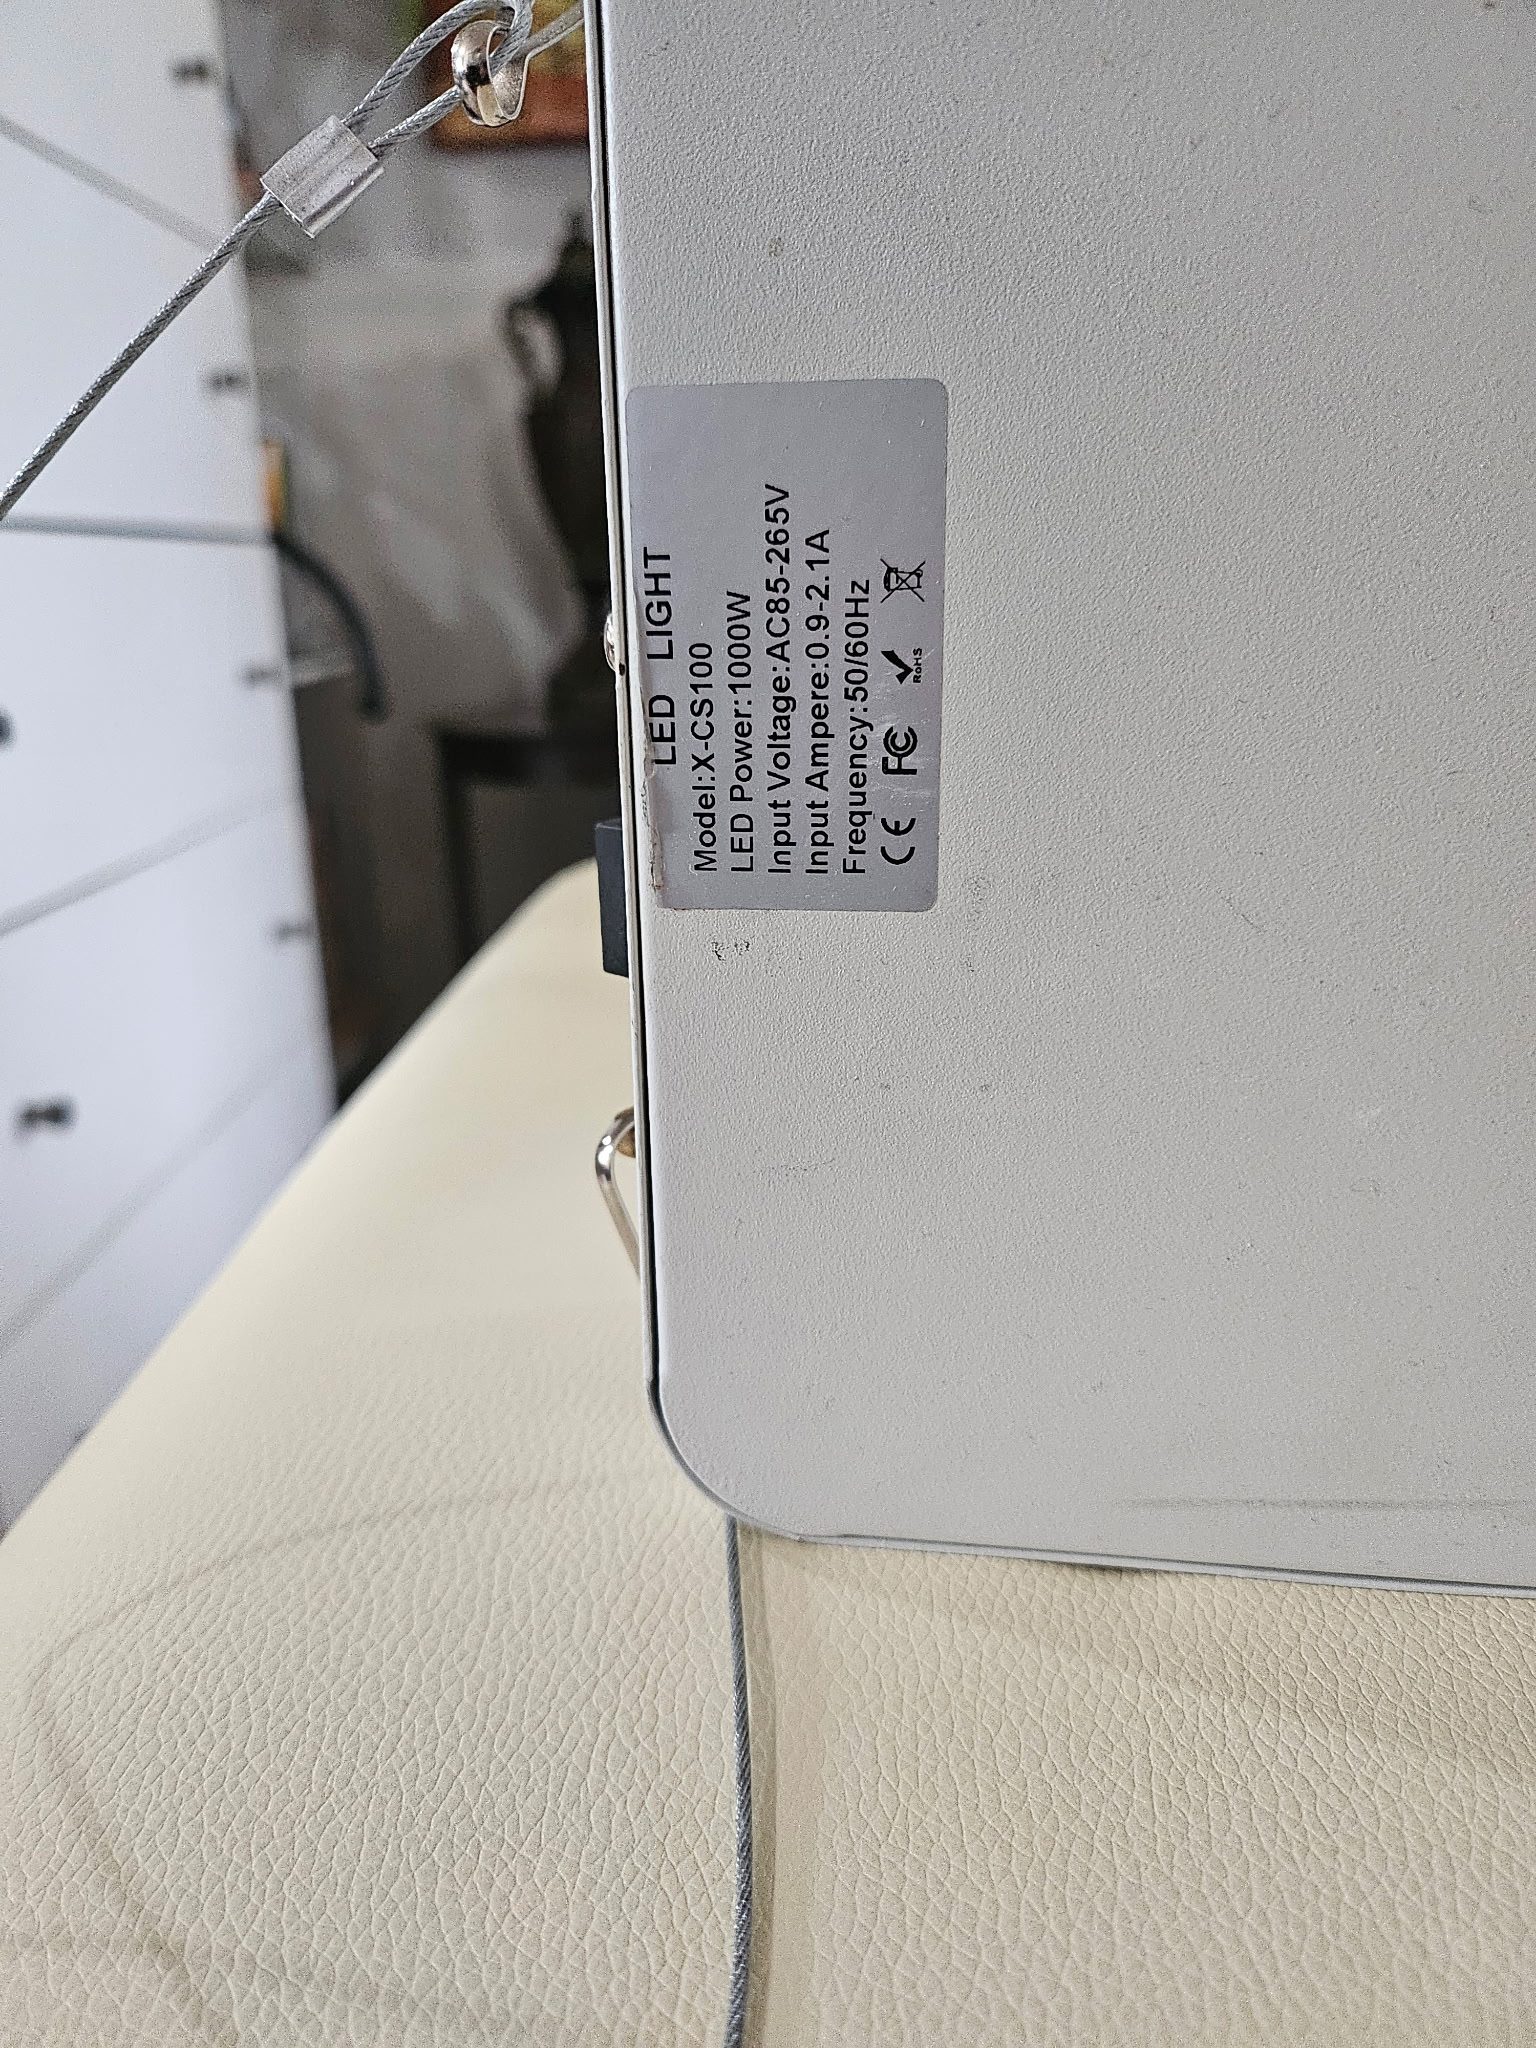 LED LIGHT
Model:X-CS100
LED Power:1000W
Input Voltage:AC85-265V
Input Ampere:0.9-2.1A
Frequency:50/60Hz
CE FC RoHS